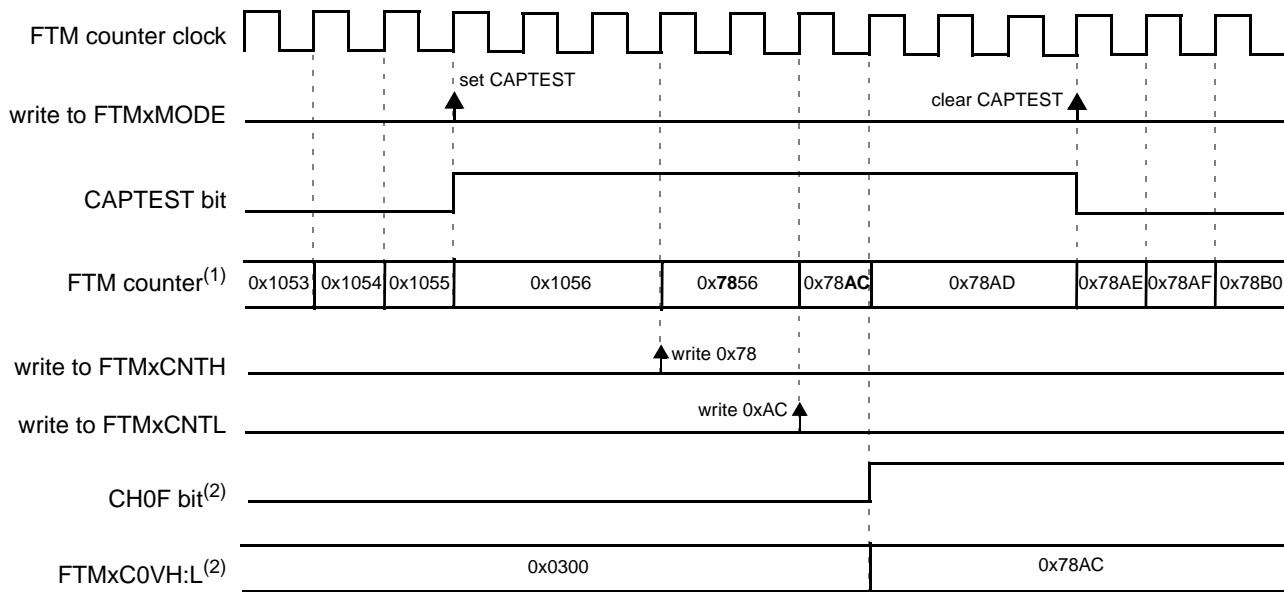 FTM counter clock
set CAPTEST
write to FTMxMODE
clear CAPTEST
CAPTEST bit
FTM counter(1) 0x1053 0x1054 0x1055 0x1056 0x7856 0x78AC 0x78AD 0x78AE 0x78AF 0x78B0
write to FTMxCNTH
write 0x78
write to FTMxCNTL
write 0xAC
CH0F bit(2)
FTMxC0VH:L(2) 0x0300 0x78AC